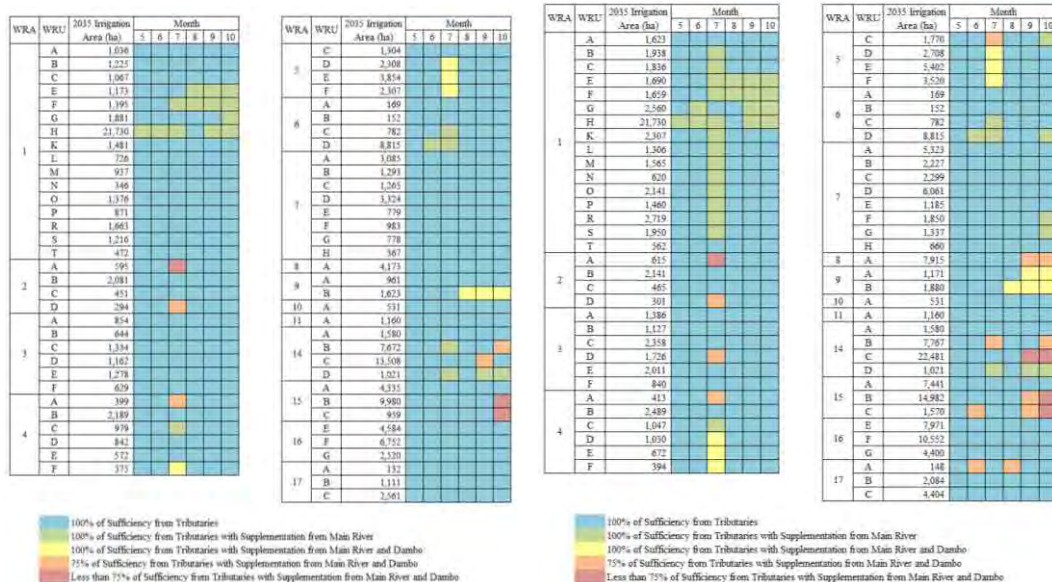 WRA WRU 2035 Irrigation Area (ha) Month
5 6 7 8 9 10
1
A 1,036
B 1,225
C 1,067
E 1,173
F 1,395
G 1,881
H 21,730
K 1,481
L 726
M 937
N 346
O 1,376
P 871
R 1,663
S 1,216
T 472
2
A 595
B 2,081
C 451
D 294
3
A 854
B 644
C 1,334
D 1,162
E 1,278
F 629
4
A 399
B 2,189
C 979
D 842
E 572
F 375
WRA WRU 2035 Irrigation Area (ha) Month
5 6 7 8 9 10
5
C 1,304
D 2,308
E 3,854
F 2,307
6
A 169
B 152
C 782
D 8,815
7
A 3,085
B 1,293
C 1,265
D 3,324
E 779
F 983
G 778
H 367
8 A 4,173
9
A 961
B 1,623
10 A 531
11 A 1,160
14
A 1,580
B 7,672
C 13,508
D 1,021
15
A 4,335
B 9,980
C 939
16
E 4,584
F 6,752
G 2,520
17
A 132
B 1,111
C 2,561
100% of Sufficiency from Tributaries
100% of Sufficiency from Tributaries with Supplementation from Main River
100% of Sufficiency from Tributaries with Supplementation from Main River and Dambo
75% of Sufficiency from Tributaries with Supplementation from Main River and Dambo
Less than 75% of Sufficiency from Tributaries with Supplementation from Main River and Dambo
WRA WRU 2035 Irrigation Area (ha) Month
5 6 7 8 9 10
1
A 1,623
B 1,938
C 1,836
E 1,690
F 1,659
G 2,560
H 21,730
K 2,307
L 1,306
M 1,565
N 620
O 2,141
P 1,460
R 2,719
S 1,950
T 562
2
A 615
B 2,141
C 465
D 301
3
A 1,386
B 1,127
C 2,358
D 1,726
E 2,011
F 840
4
A 413
B 2,489
C 1,047
D 1,030
E 672
F 394
WRA WRU 2035 Irrigation Area (ha) Month
5 6 7 8 9 10
5
C 1,770
D 2,708
E 5,402
F 3,520
6
A 169
B 152
C 782
D 8,815
7
A 5,323
B 2,227
C 2,299
D 6,061
E 1,185
F 1,850
G 1,337
H 660
8 A 7,915
9
A 1,171
B 1,880
10 A 531
11 A 1,160
14
A 1,580
B 7,767
C 22,481
D 1,021
15
A 7,441
B 14,982
C 1,570
16
E 7,971
F 10,552
G 4,400
17
A 148
B 2,084
C 4,404
100% of Sufficiency from Tributaries
100% of Sufficiency from Tributaries with Supplementation from Main River
100% of Sufficiency from Tributaries with Supplementation from Main River and Dambo
75% of Sufficiency from Tributaries with Supplementation from Main River and Dambo
Less than 75% of Sufficiency from Tributaries with Supplementation from Main River and Dambo